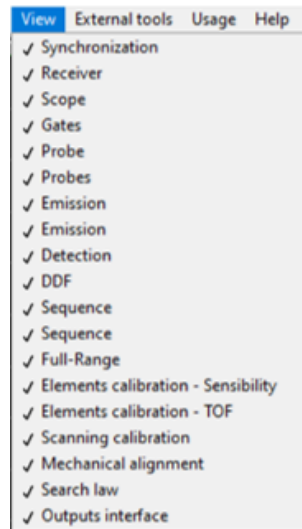 View External tools Usage Help
✓ Synchronization
✓ Receiver
✓ Scope
✓ Gates
✓ Probe
✓ Probes
✓ Emission
✓ Emission
✓ Detection
✓ DDF
✓ Sequence
✓ Sequence
✓ Full-Range
✓ Elements calibration - Sensibility
✓ Elements calibration - TOF
✓ Scanning calibration
✓ Mechanical alignment
✓ Search law
✓ Outputs interface